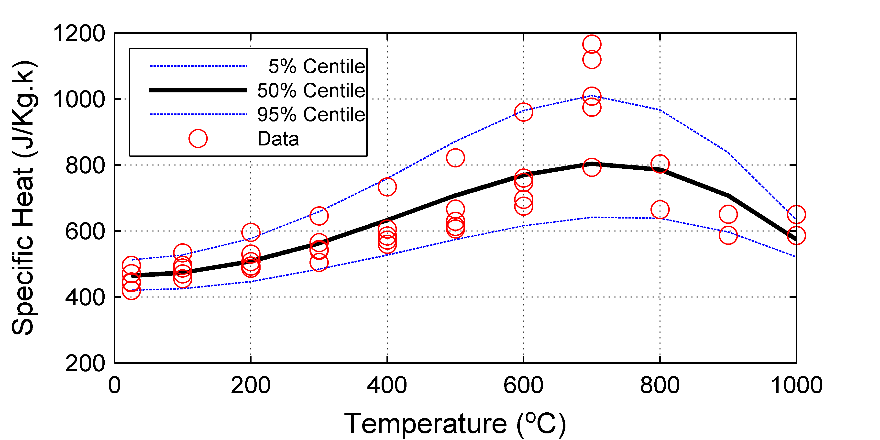 1200
1000
800
600
400
200
Specific Heat (J/Kg.k)
5% Centile
50% Centile
95% Centile
Data
0 200 400 600 800 1000
Temperature (°C)